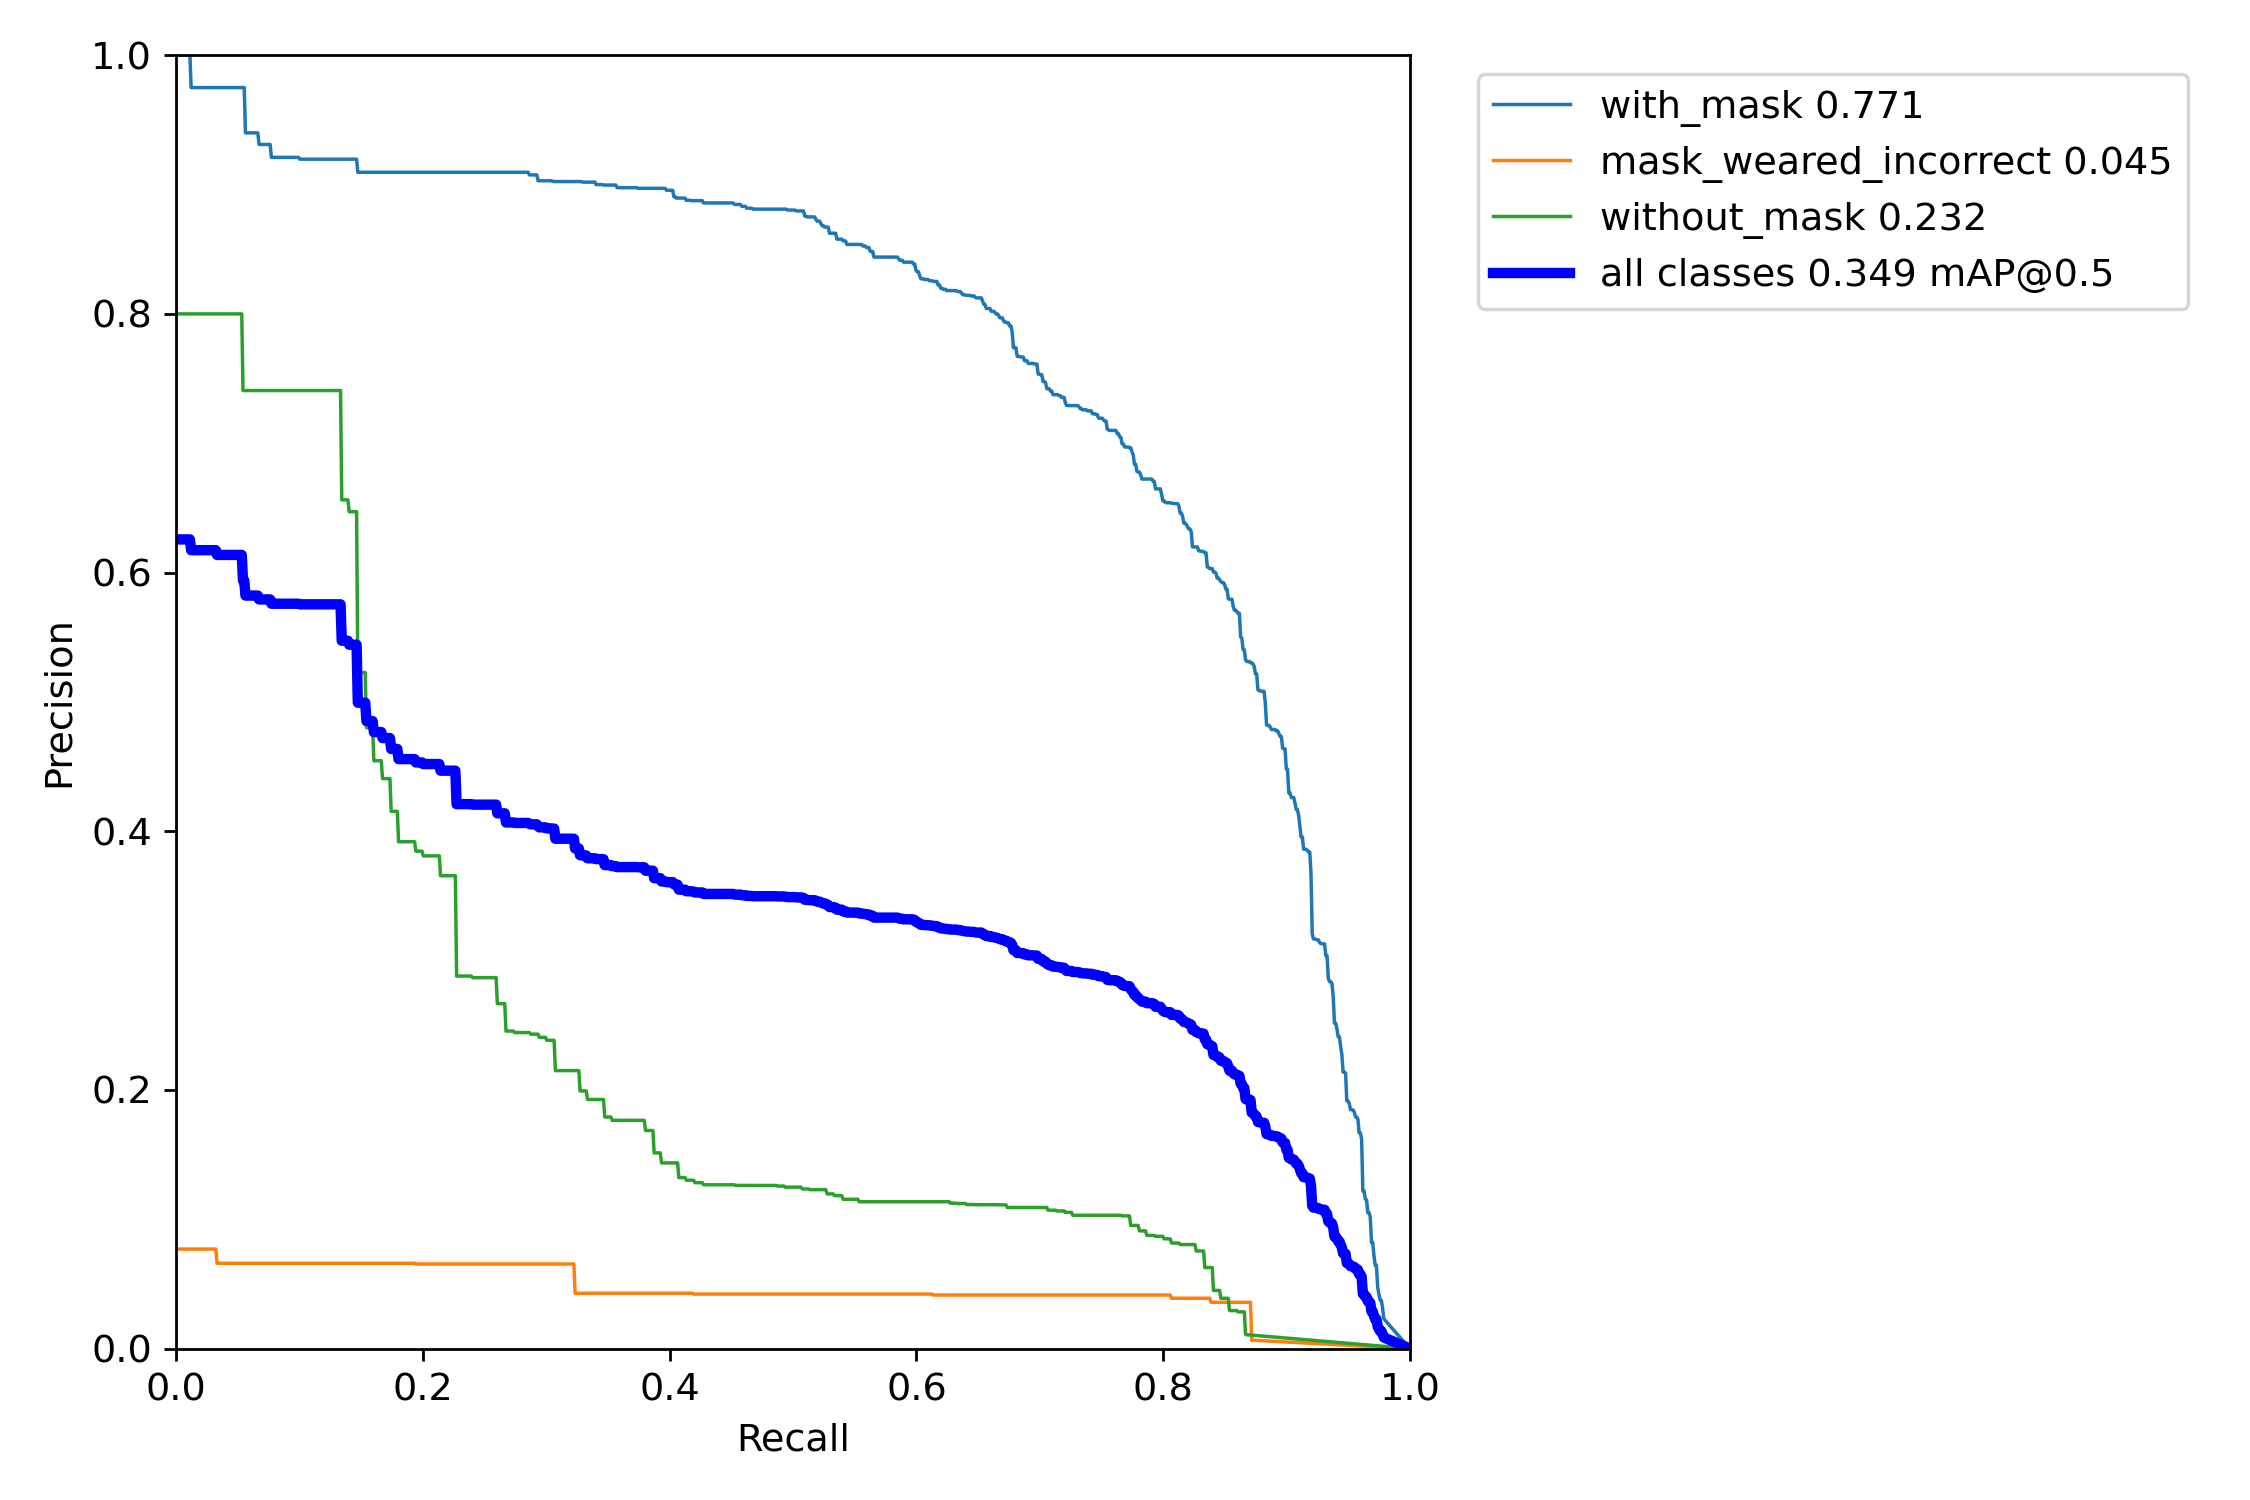 with_mask 0.771
mask_weared_incorrect 0.045
without_mask 0.232
all classes 0.349 mAP@0.5
Precision
1.0
0.8
0.6
0.4
0.2
0.0
0.0 0.2 0.4 0.6 0.8 1.0
Recall